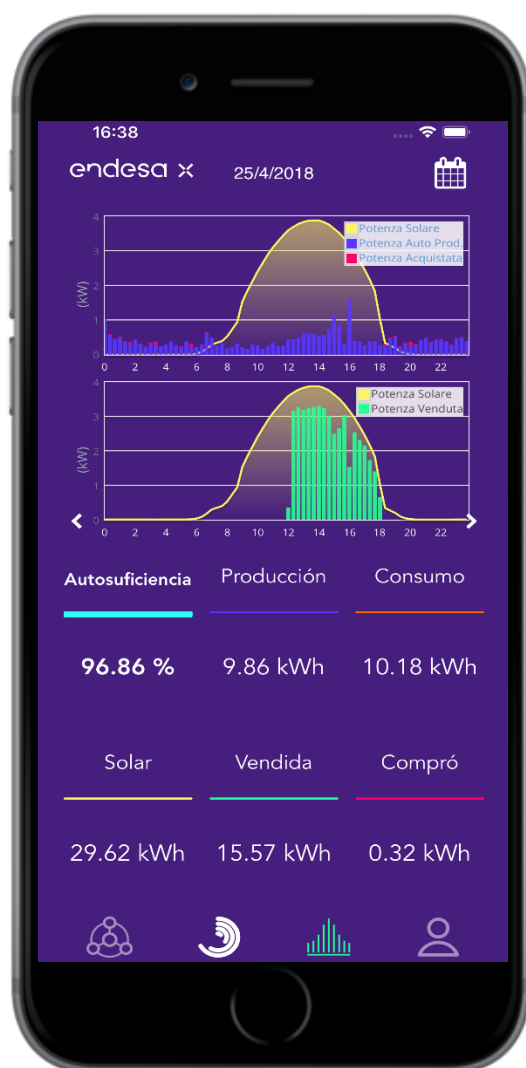 16:38
endesa x 25/4/2018
4
3
2
1
0
(kW)
Potenza Solare
Potenza Auto Prod.
Potenza Acquistata
0 2 4 6 8 10 12 14 16 18 20 22
4
3
2
1
0
(kW)
Potenza Solare
Potenza Venduta
0 2 4 6 8 10 12 14 16 18 20 22
Autosuficiencia Producción Consumo
96.86 % 9.86 kWh 10.18 kWh
Solar Vendida Compró
29.62 kWh 15.57 kWh 0.32 kWh